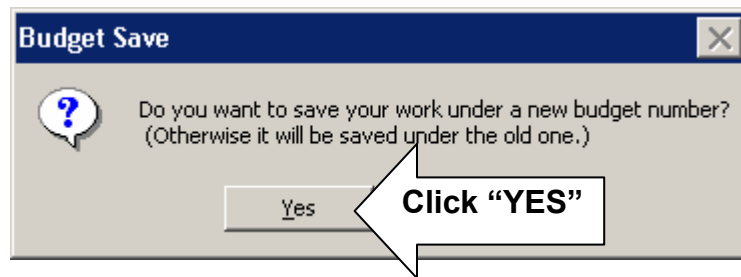 Budget Save
Do you want to save your work under a new budget number?
(Otherwise it will be saved under the old one.)
Yes
Click “YES”